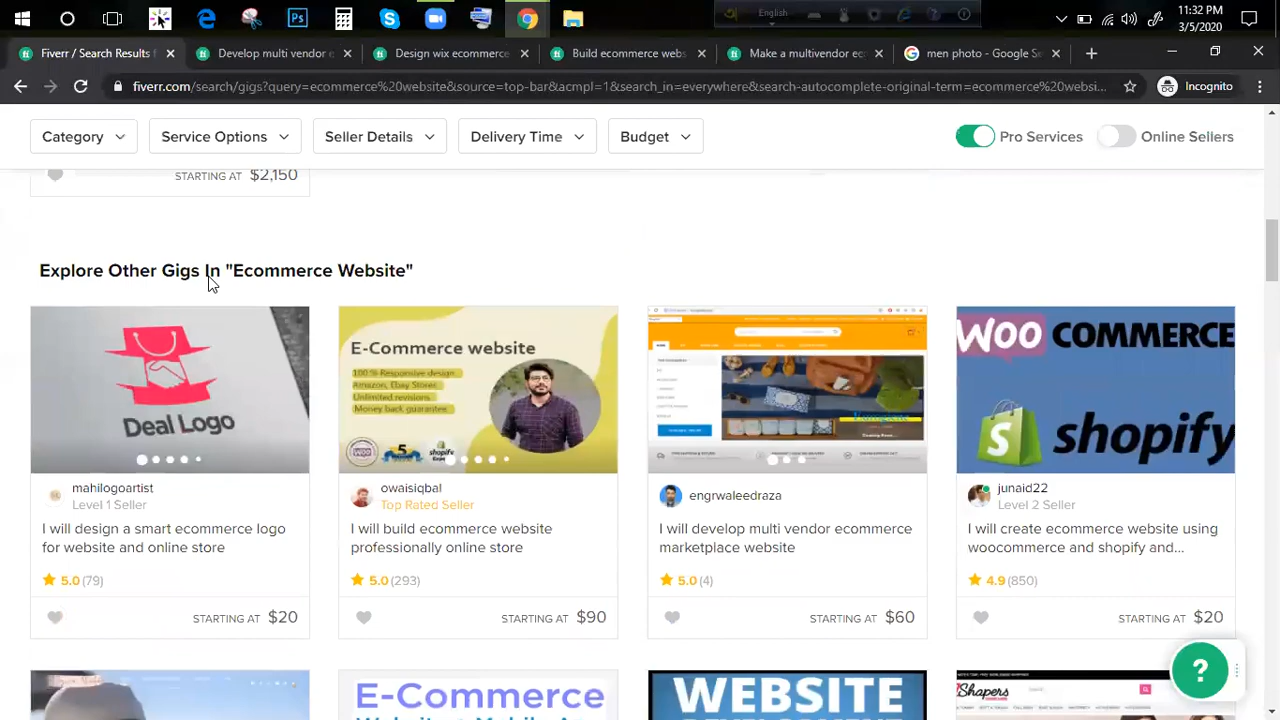 English
11:32 PM
3/5/2020
Fiverr / Search Results f
Develop multi vendor e
Design wix ecommerce
Build ecommerce webs
Make a multivendor ec
men photo - Google Se
fiverr.com/search/gigs?query=ecommerce%20website&source=top-bar&acmpl=1&search_in=everywhere&search-autocomplete-original-term=ecommerce%20websi...
Incognito
Category
Service Options
Seller Details
Delivery Time
Budget
Pro Services
Online Sellers
STARTING AT $2,150
Explore Other Gigs In "Ecommerce Website"
Deal Logo
E-Commerce website
100 % Responsive design
Amazon, Ebay Stores
Unlimited revisions
Money back guarantee
WOO COMMERCE
shopify
mahilogoartist
Level 1 Seller
I will design a smart ecommerce logo
for website and online store
5.0 (79)
STARTING AT $20
owaisiqbal
Top Rated Seller
I will build ecommerce website
professionally online store
5.0 (293)
STARTING AT $90
engrwaleedraza
I will develop multi vendor ecommerce
marketplace website
5.0 (4)
STARTING AT $60
junaid22
Level 2 Seller
I will create ecommerce website using
woocommerce and shopify and...
4.9 (850)
STARTING AT $20
E-Commerce
WEBSITE
Shapers
?